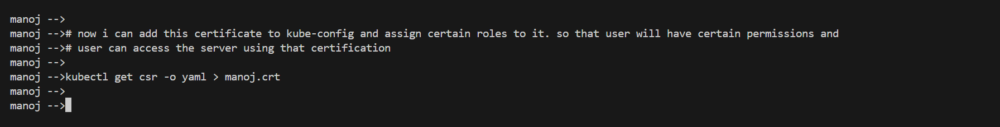 manoj -->
manoj --># now i can add this certificate to kube-config and assign certain roles to it. so that user will have certain permissions and
manoj --># user can access the server using that certification
manoj -->
manoj -->kubectl get csr -o yaml > manoj.crt
manoj -->
manoj -->